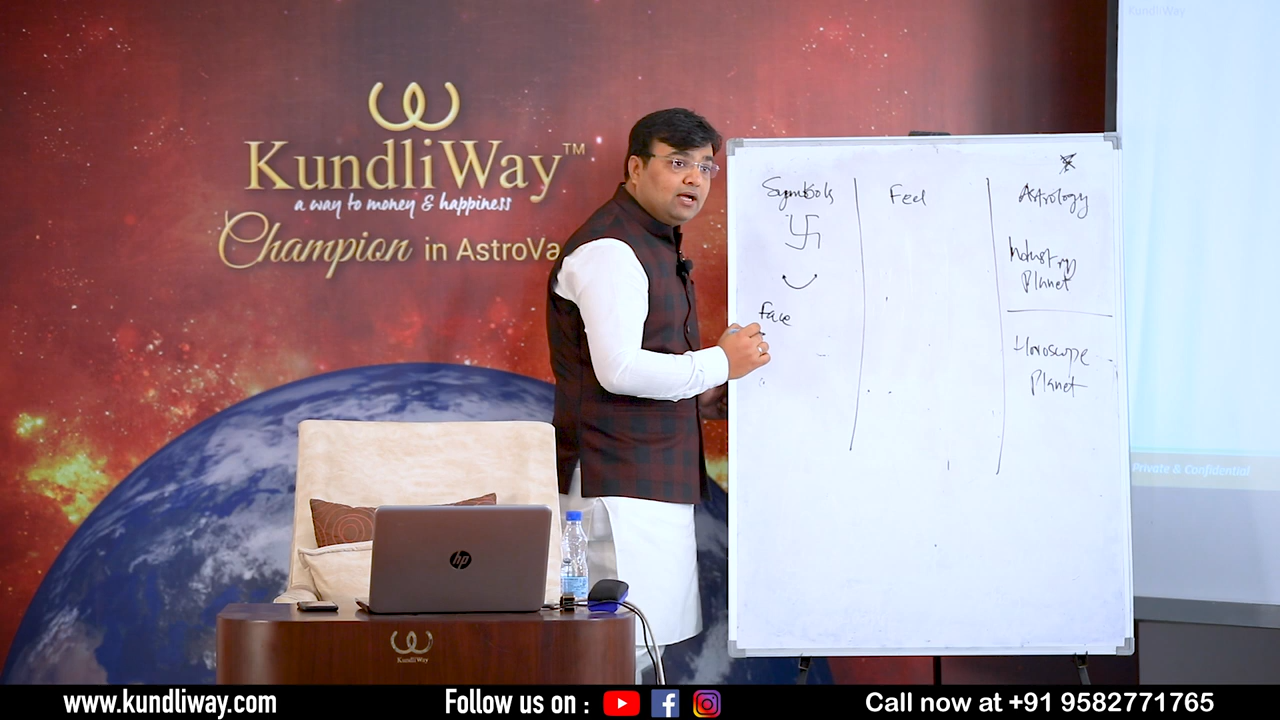 KundliWay
KundliWay™
a way to money & happiness
Champion in AstroVa
Symbols
Feel
Astrology
Industry
Planet
face
Horoscope
Planet
Private & Confidential
hp
KundliWay
www.kundliway.com
Follow us on :
Call now at +91 9582771765